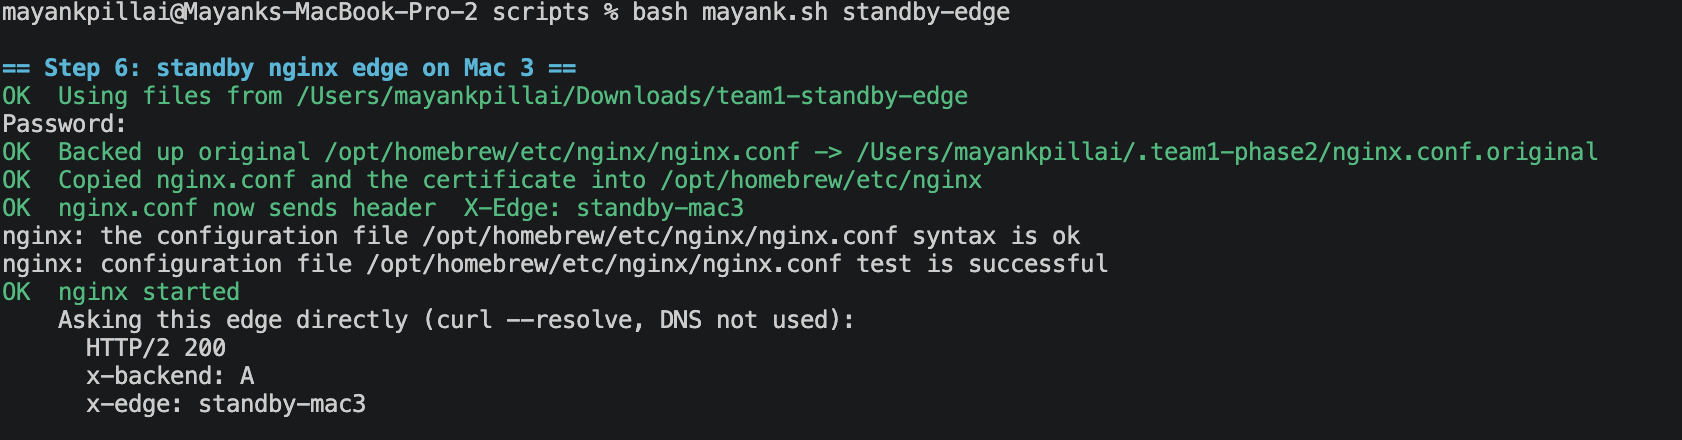 mayankpillai@Mayanks-MacBook-Pro-2 scripts % bash mayank.sh standby-edge
== Step 6: standby nginx edge on Mac 3 ==
OK  Using files from /Users/mayankpillai/Downloads/team1-standby-edge
Password:
OK  Backed up original /opt/homebrew/etc/nginx/nginx.conf -> /Users/mayankpillai/.team1-phase2/nginx.conf.original
OK  Copied nginx.conf and the certificate into /opt/homebrew/etc/nginx
OK  nginx.conf now sends header  X-Edge: standby-mac3
nginx: the configuration file /opt/homebrew/etc/nginx/nginx.conf syntax is ok
nginx: configuration file /opt/homebrew/etc/nginx/nginx.conf test is successful
OK  nginx started
    Asking this edge directly (curl --resolve, DNS not used):
      HTTP/2 200
      x-backend: A
      x-edge: standby-mac3